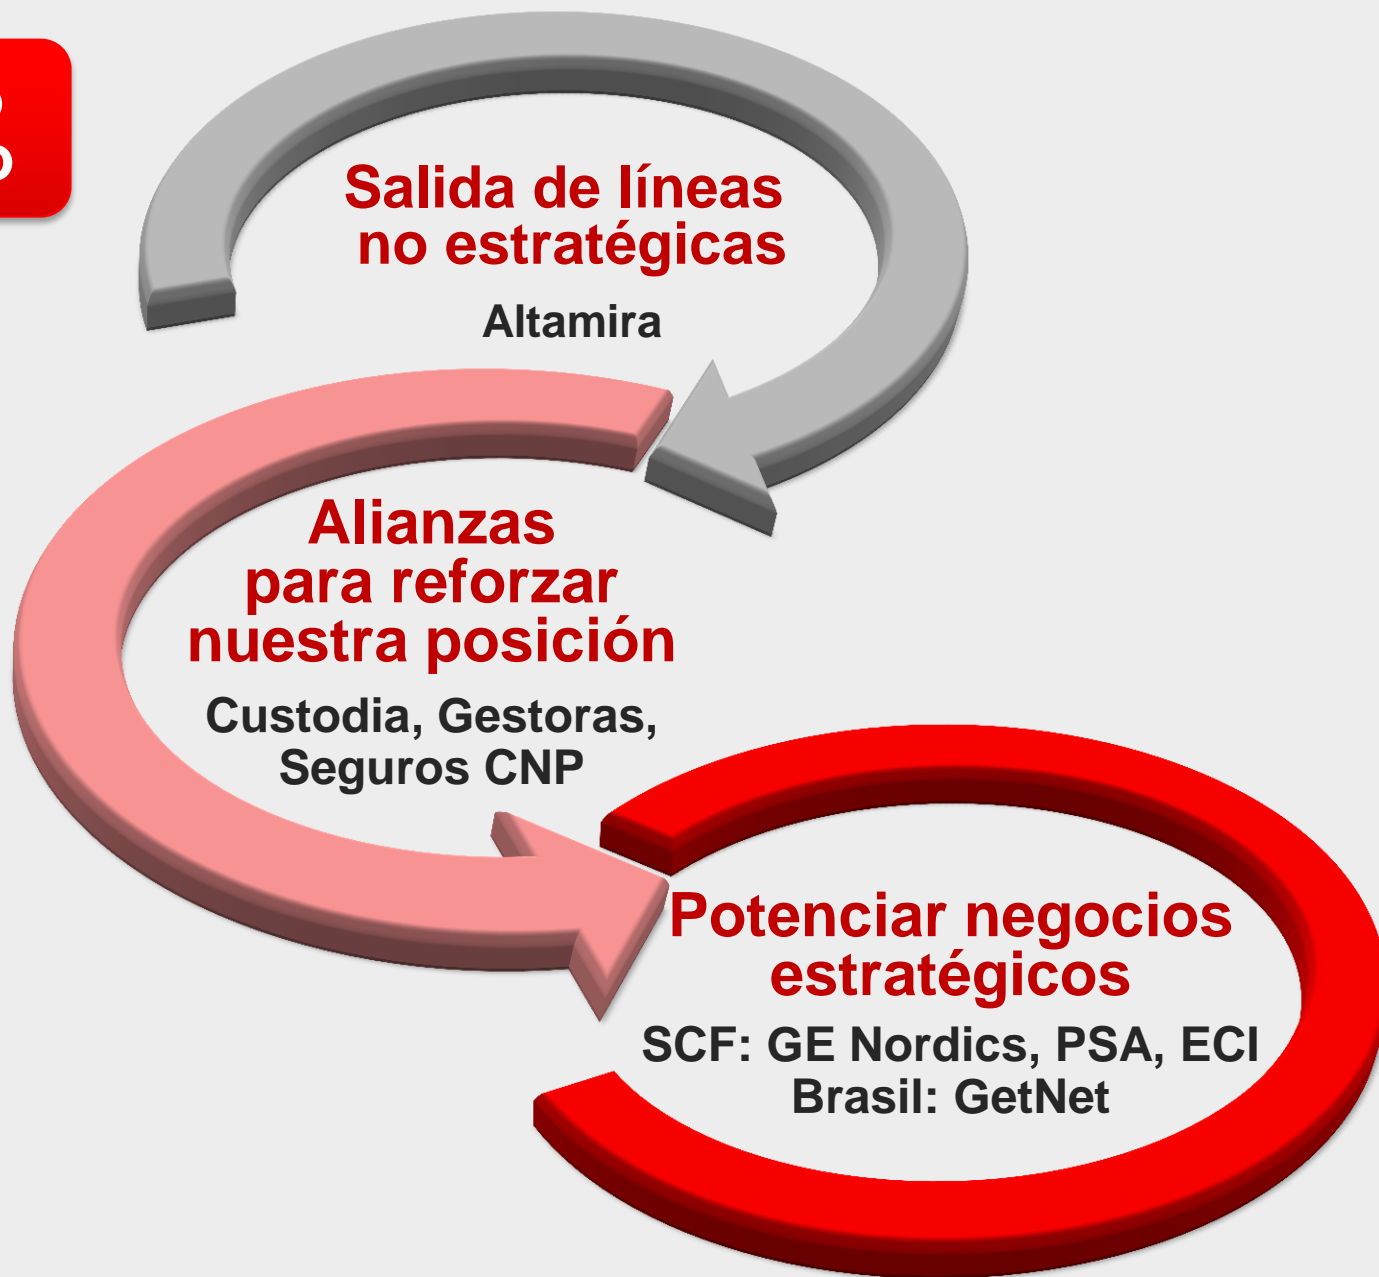 Salida de líneas
no estratégicas
Altamira
Alianzas
para reforzar
nuestra posición
Custodia, Gestoras,
Seguros CNP
Potenciar negocios
estratégicos
SCF: GE Nordics, PSA, ECI
Brasil: GetNet